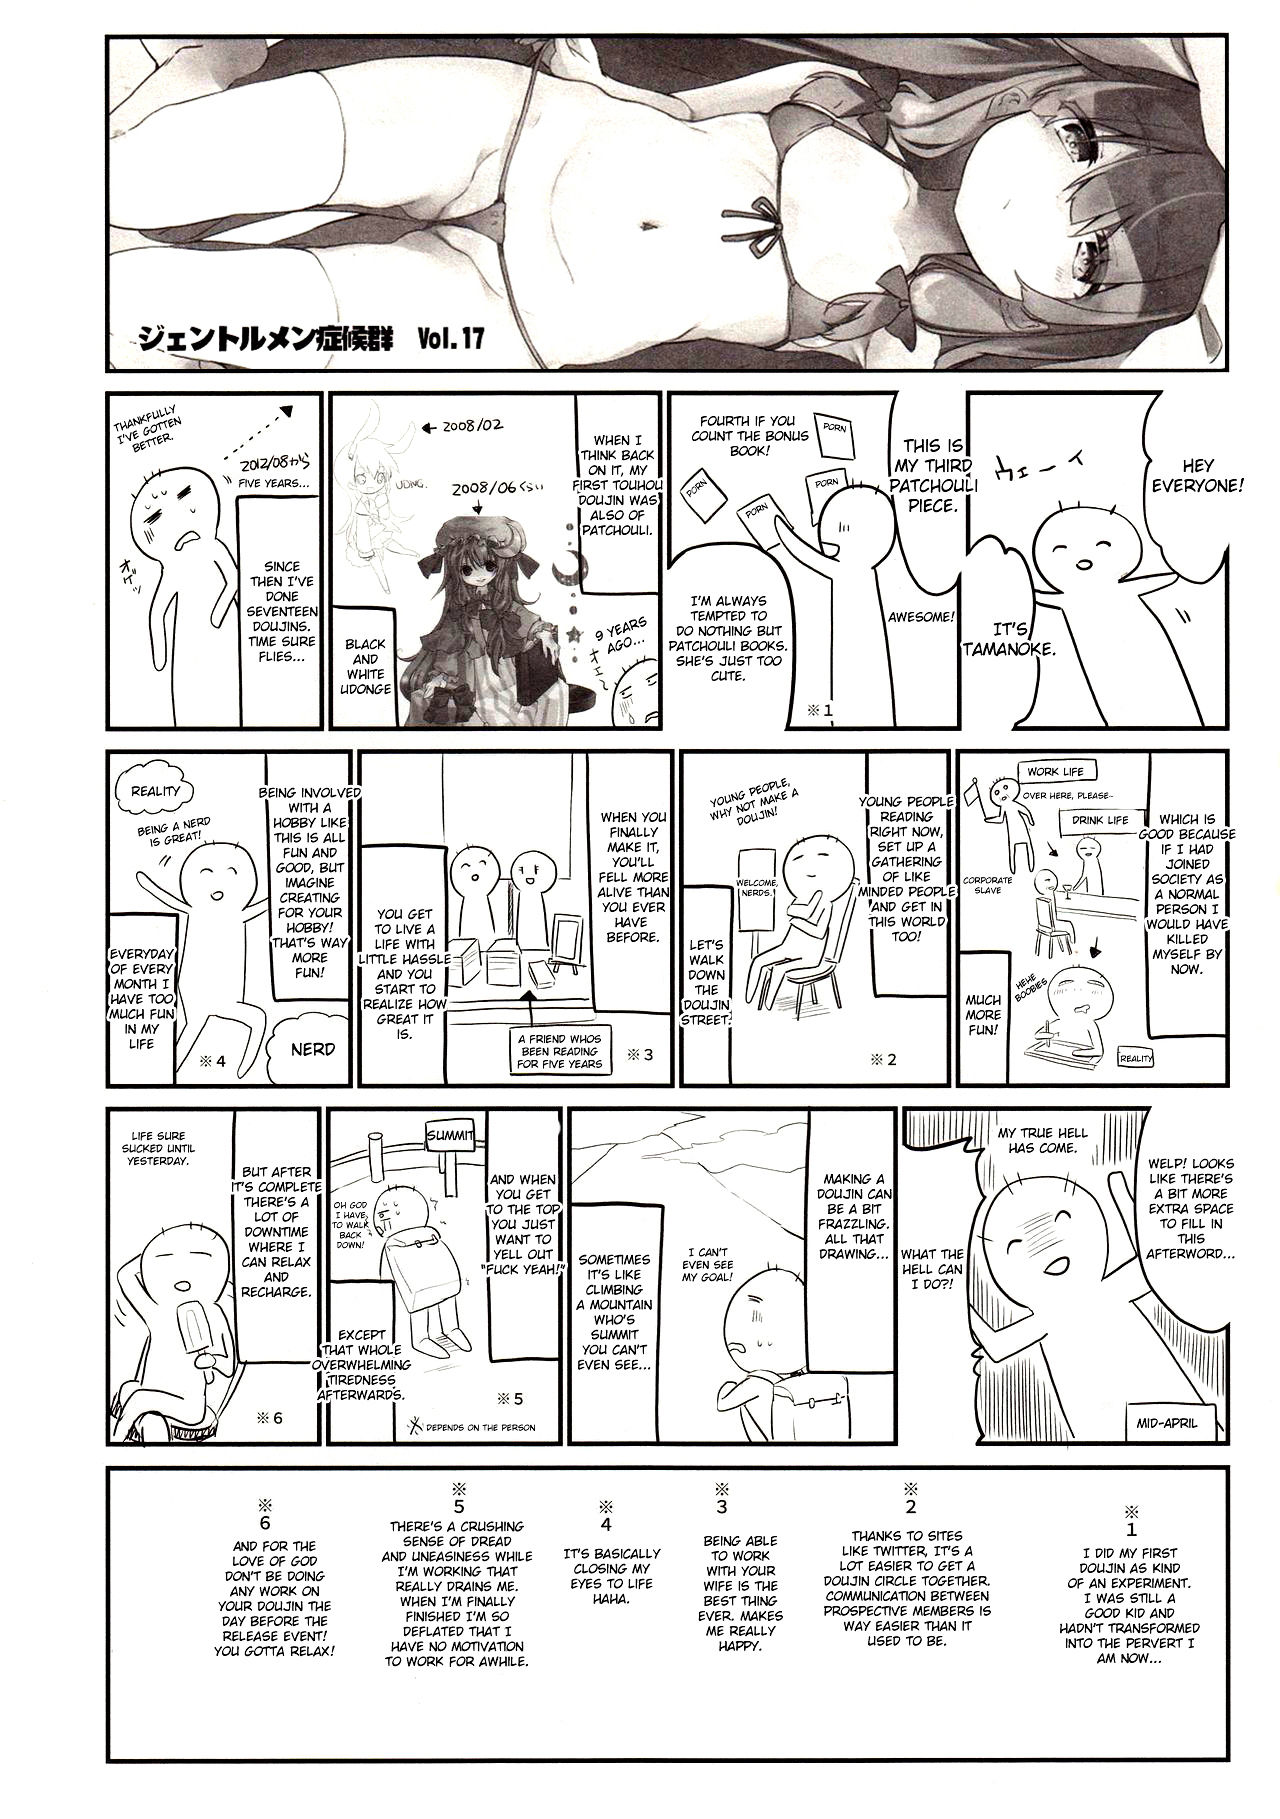 ジェントルメン症候群 Vol.17
HEY
EVERYONE!
ウェーイ
IT'S
TAMANOKE.
THIS IS
MY THIRD
PATCHOULI
PIECE.
FOURTH IF YOU
COUNT THE BONUS
BOOK!
PORN
PORN
PORN
PORN
AWESOME!
I'M ALWAYS
TEMPTED TO
DO NOTHING BUT
PATCHOULI BOOKS.
SHE'S JUST TOO
CUTE.
※1
WHEN I
THINK BACK
ON IT, MY
FIRST TOUHOU
DOUJIN WAS
ALSO OF
PATCHOULI.
2008/02
UDNG.
2008/06くらい
9 YEARS
AGO...
オエ~
BLACK
AND
WHITE
UDONGE
THANKFULLY
I'VE GOTTEN
BETTER.
2012/08から
FIVE YEARS...
オゲッ
SINCE
THEN I'VE
DONE
SEVENTEEN
DOUJINS.
TIME SURE
FLIES...
WHICH IS
GOOD BECAUSE
IF I HAD
JOINED
SOCIETY AS
A NORMAL
PERSON I
WOULD HAVE
KILLED
MYSELF BY
NOW.
WORK LIFE
OVER HERE, PLEASE~
DRINK LIFE
CORPORATE
SLAVE
HEHE
BOOBIES
REALITY
MUCH
MORE
FUN!
YOUNG PEOPLE
READING
RIGHT NOW,
SET UP A
GATHERING
OF LIKE
MINDED PEOPLE
AND GET IN
THIS WORLD
TOO!
YOUNG PEOPLE,
WHY NOT MAKE A
DOUJIN!
WELCOME,
NERDS.
LET'S
WALK
DOWN
THE
DOUJIN
STREET.
※2
WHEN YOU
FINALLY
MAKE IT,
YOU'LL
FELL MORE
ALIVE THAN
YOU EVER
HAVE
BEFORE.
YOU GET
TO LIVE A
LIFE WITH
LITTLE HASSLE
AND YOU
START TO
REALIZE HOW
GREAT IT
IS.
A FRIEND WHOS
BEEN READING
FOR FIVE YEARS
※3
BEING INVOLVED
WITH A
HOBBY LIKE
THIS IS ALL
FUN AND
GOOD, BUT
IMAGINE
CREATING
FOR YOUR
HOBBY!
THAT'S WAY
MORE
FUN!
REALITY
BEING A NERD
IS GREAT!
EVERYDAY
OF EVERY
MONTH I
HAVE TOO
MUCH FUN
IN MY
LIFE
※4
NERD
WELP! LOOKS
LIKE THERE'S
A BIT MORE
EXTRA SPACE
TO FILL IN
THIS
AFTERWORD...
MY TRUE HELL
HAS COME.
WHAT THE
HELL CAN
I DO?!
MID-APRIL
MAKING A
DOUJIN CAN
BE A BIT
FRAZZLING.
ALL THAT
DRAWING...
I CAN'T
EVEN SEE
MY GOAL!
SOMETIMES
IT'S LIKE
CLIMBING
A MOUNTAIN
WHO'S
SUMMIT
YOU CAN'T
EVEN SEE...
AND WHEN
YOU GET
TO THE TOP
YOU JUST
WANT TO
YELL OUT
"FUCK YEAH!"
SUMMIT
OH GOD
I HAVE
TO WALK
BACK
DOWN!
EXCEPT
THAT WHOLE
OVERWHELMING
TIREDNESS
AFTERWARDS.
※5
※ DEPENDS ON THE PERSON
BUT AFTER
IT'S COMPLETE
THERE'S A
LOT OF
DOWNTIME
WHERE I
CAN RELAX
AND
RECHARGE.
LIFE SURE
SUCKED UNTIL
YESTERDAY.
※6
※
1
I DID MY FIRST
DOUJIN AS KIND
OF AN EXPERIMENT.
I WAS STILL A
GOOD KID AND
HADN'T TRANSFORMED
INTO THE PERVERT I
AM NOW...
※
2
THANKS TO SITES
LIKE TWITTER, IT'S A
LOT EASIER TO GET A
DOUJIN CIRCLE TOGETHER.
COMMUNICATION BETWEEN
PROSPECTIVE MEMBERS IS
WAY EASIER THAN IT
USED TO BE.
※
3
BEING ABLE
TO WORK
WITH YOUR
WIFE IS THE
BEST THING
EVER. MAKES
ME REALLY
HAPPY.
※
4
IT'S BASICALLY
CLOSING MY
EYES TO LIFE
HAHA.
※
5
THERE'S A CRUSHING
SENSE OF DREAD
AND UNEASINESS WHILE
I'M WORKING THAT
REALLY DRAINS ME.
WHEN I'M FINALLY
FINISHED I'M SO
DEFLATED THAT I
HAVE NO MOTIVATION
TO WORK FOR AWHILE.
※
6
AND FOR THE
LOVE OF GOD
DON'T BE DOING
ANY WORK ON
YOUR DOUJIN THE
DAY BEFORE THE
RELEASE EVENT!
YOU GOTTA RELAX!